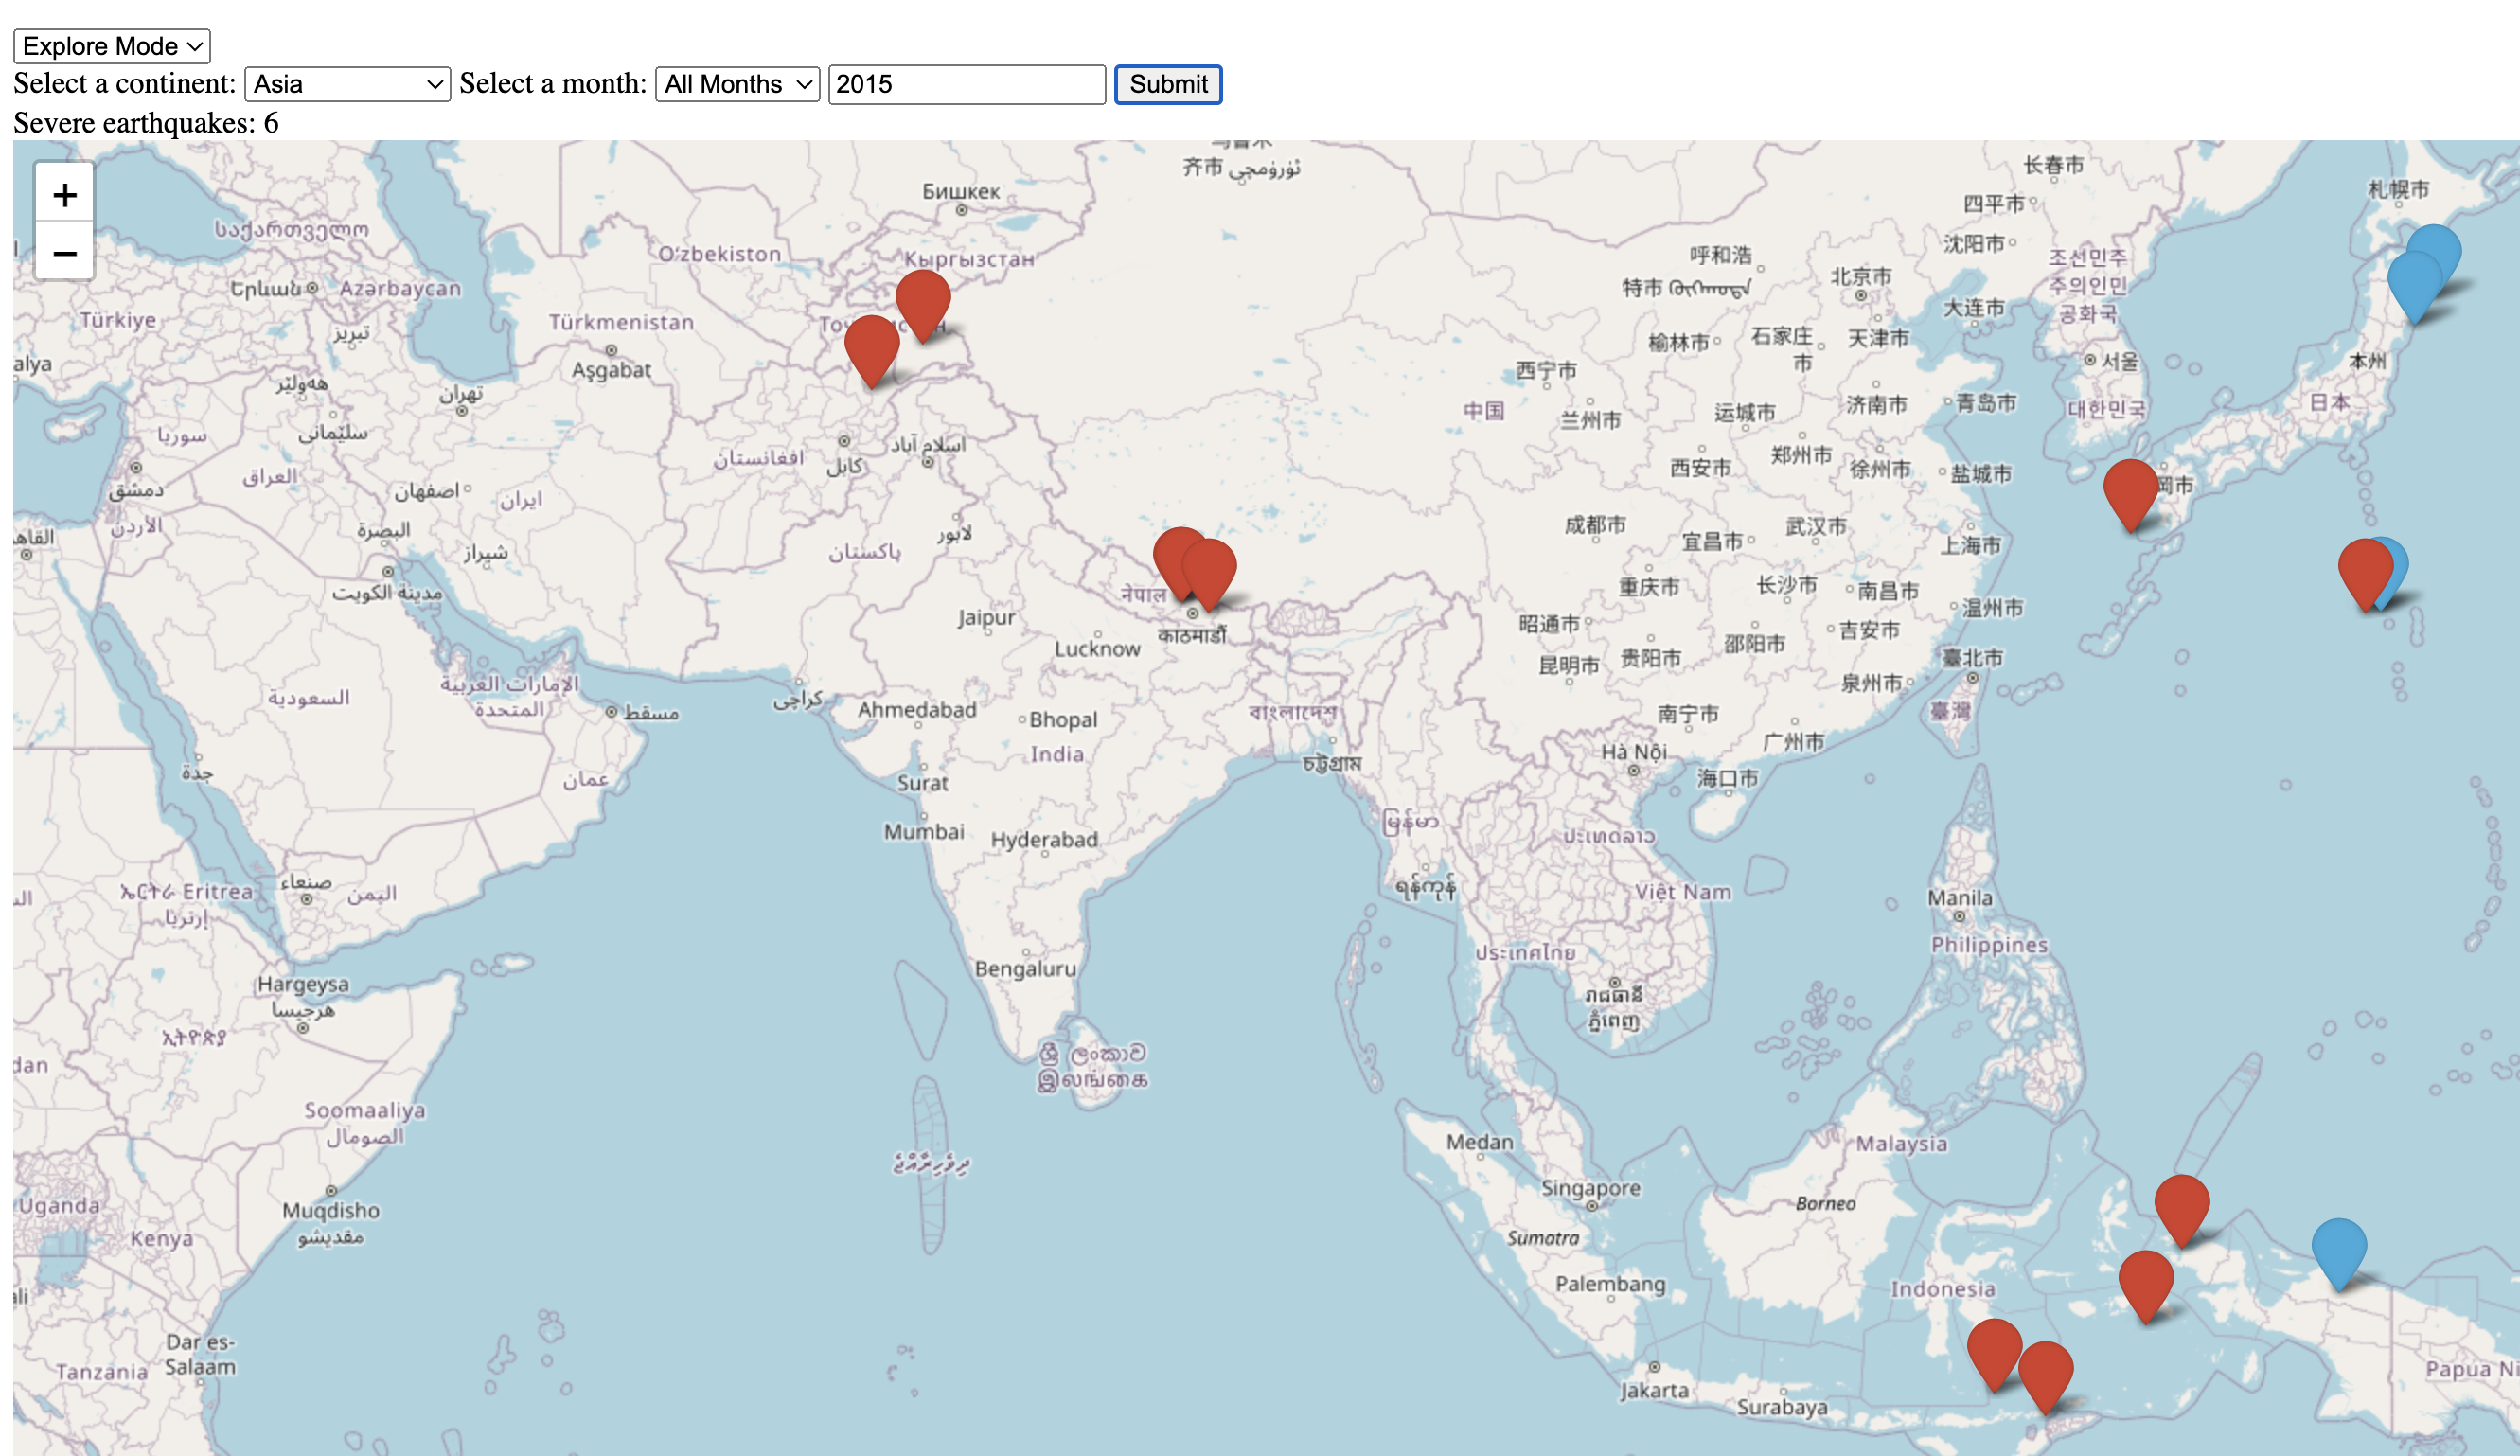 Explore Mode
Select a continent: Asia Select a month: All Months 2015 Submit
Severe earthquakes: 6
+
−
齐市 ئۈرۈمچى
Бишкек
长春市
札幌市
四平市
沈阳市
საქართველო
O'zbekiston
Кыргызстан
呼和浩
特市
北京市
조선민주
주의인민
공화국
Երևան
Azərbaycan
大连市
Türkiye
Türkmenistan
تبریز
榆林市
石家庄
市
天津市
alya
Aşgabat
西宁市
서울
本州
هەولێر
تهران
中国
兰州市
运城市
济南市
青岛市
대한민국
日本
سوريا
سلێمانی
افغانستان
کابل
اسلام آباد
西安市
郑州市
徐州市
盐城市
العراق
دمشق
اصفهان
ایران
岡市
الأردن
البصرة
شیراز
پاکستان
لاہور
成都市
宜昌市
武汉市
上海市
مدينة الكويت
नेपाल
काठमाडौं
重庆市
长沙市
南昌市
温州市
Jaipur
Lucknow
昭通市
贵阳市
邵阳市
吉安市
昆明市
臺北市
泉州市
السعودية
الإمارات العربية
المتحدة
مسقط
کراچی
Ahmedabad
Bhopal
বাংলাদেশ
南宁市
臺灣
India
Hà Nội
广州市
جدة
عمان
Surat
চট্টগ্রাম
海口市
Mumbai
Hyderabad
မြန်မာ
ປະເທດລາວ
ኤርትራ Eritrea
إرتريا
صنعاء
اليمن
ရန်ကုန်
Việt Nam
Manila
Philippines
ประเทศไทย
Bengaluru
Hargeysa
هرجيسا
រាជធានី
ភ្នំពេញ
ኢትዮጵያ
ශ්‍රී ලංකාව
இலங்கை
dan
Soomaaliya
الصومال
Medan
Malaysia
ދިވެހިރާއްޖެ
Singapore
Borneo
Uganda
Muqdisho
مقديشو
Kenya
Sumatra
Palembang
Indonesia
ali
Dar es-
Salaam
Tanzania
Jakarta
Surabaya
Papua Ni